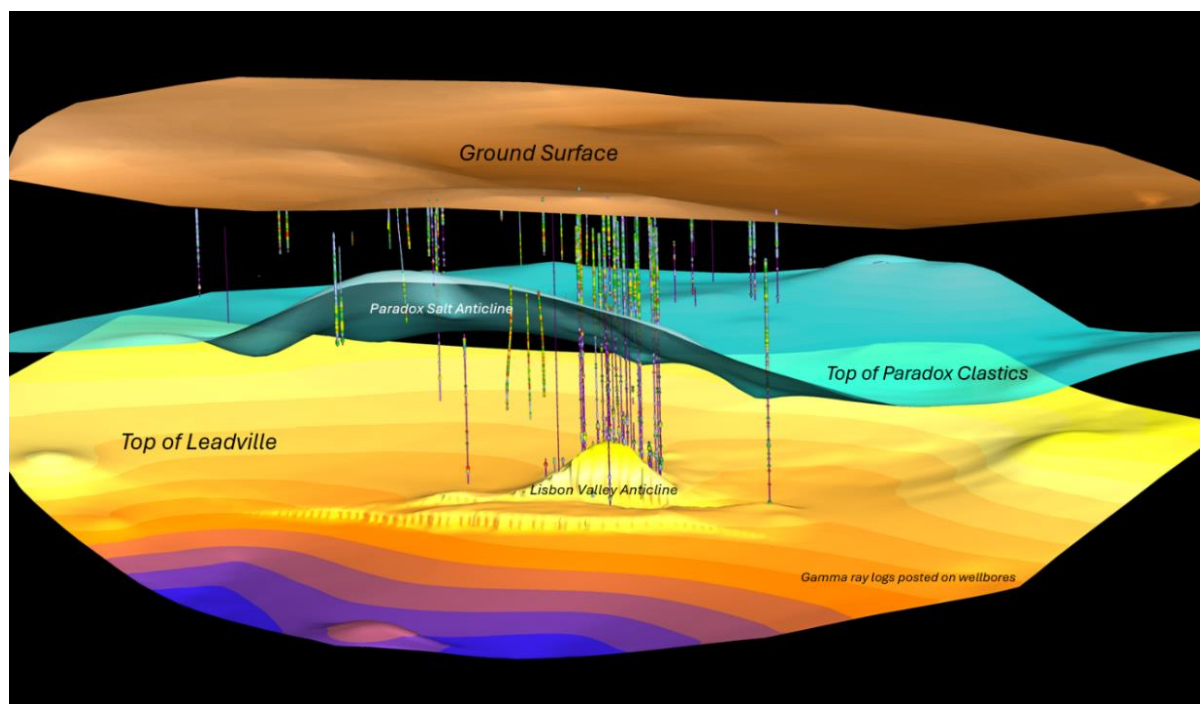 Ground Surface
Paradox Salt Anticline
Top of Paradox Clastics
Top of Leadville
Lisbon Valley Anticline
Gamma ray logs posted on wellbores